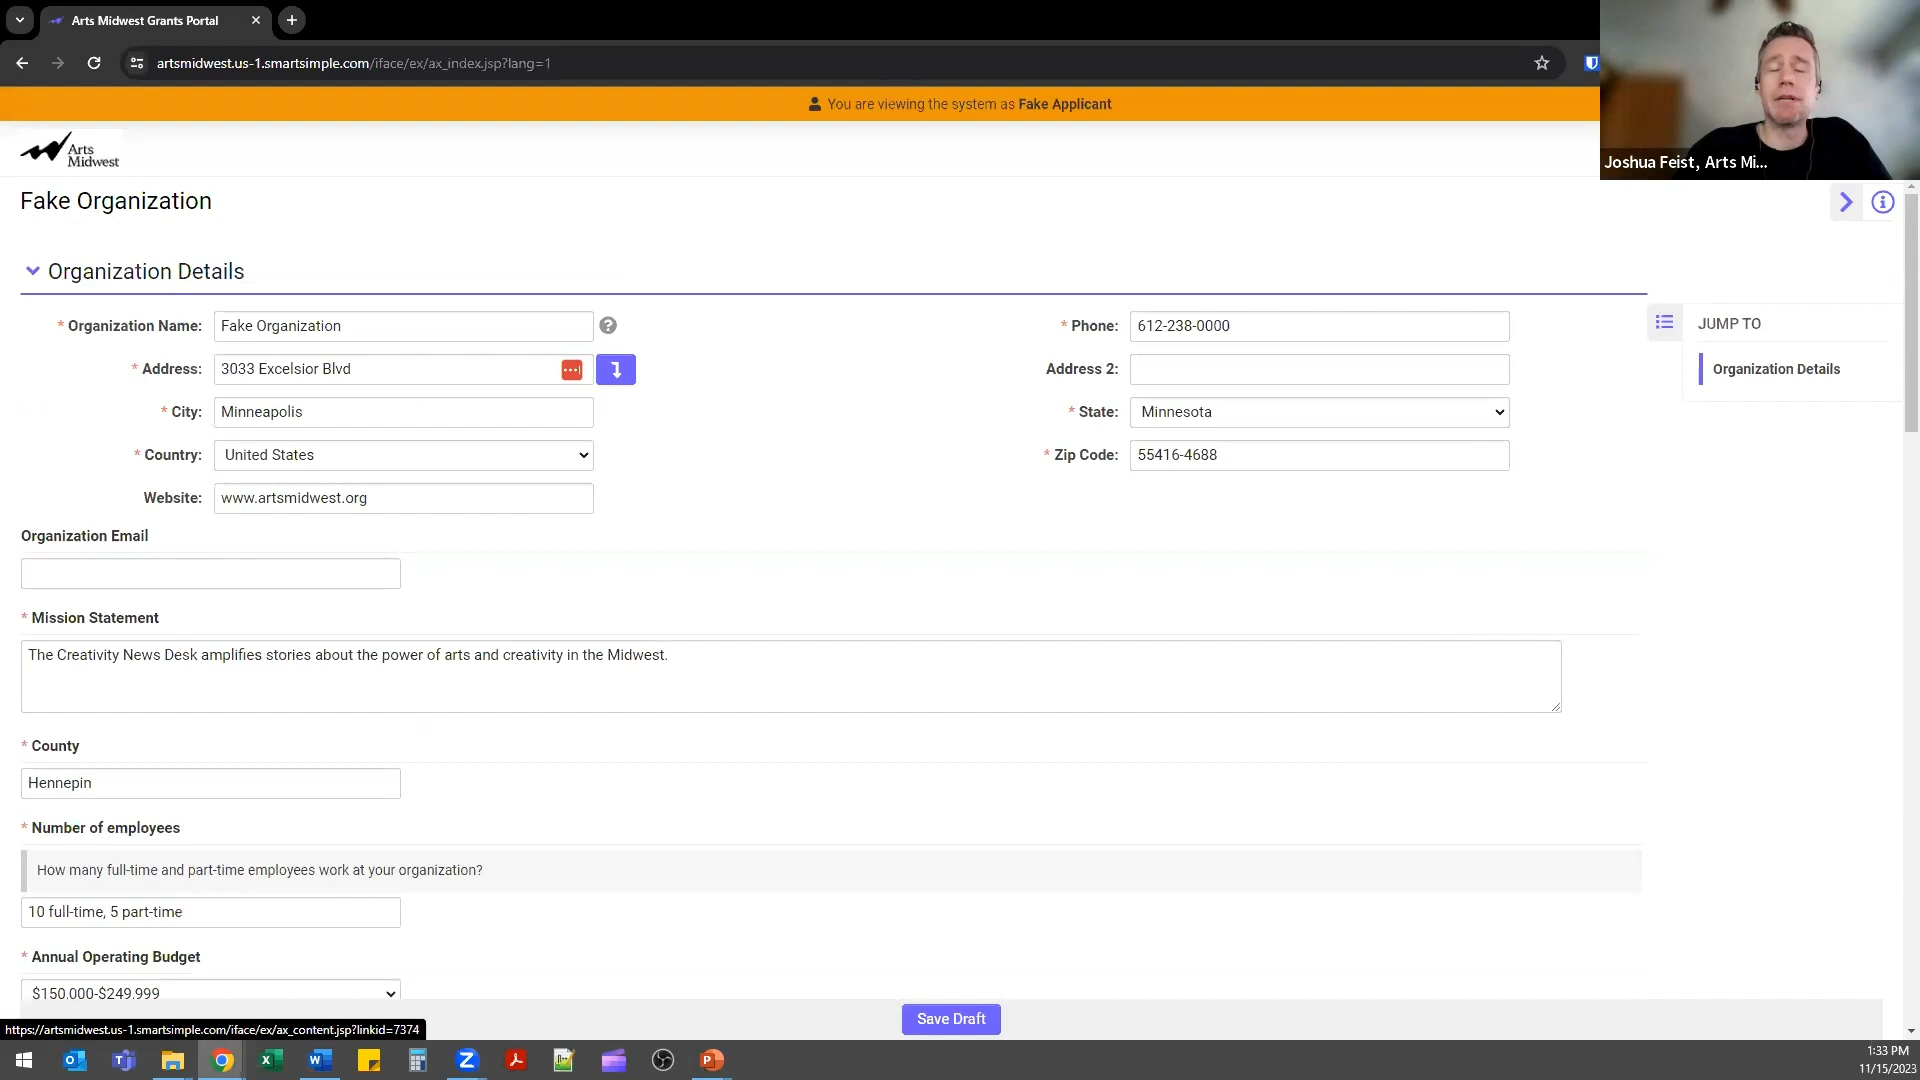 Arts Midwest Grants Portal
artsmidwest.us-1.smartsimple.com/iface/ex/ax_index.jsp?lang=1
You are viewing the system as Fake Applicant
Joshua Feist, Arts Mi...
Arts
Midwest
Fake Organization
Organization Details
* Organization Name: Fake Organization
* Phone: 612-238-0000
JUMP TO
* Address: 3033 Excelsior Blvd
Address 2:
Organization Details
* City: Minneapolis
* State: Minnesota
* Country: United States
* Zip Code: 55416-4688
Website: www.artsmidwest.org
Organization Email
* Mission Statement
The Creativity News Desk amplifies stories about the power of arts and creativity in the Midwest.
* County
Hennepin
* Number of employees
How many full-time and part-time employees work at your organization?
10 full-time, 5 part-time
* Annual Operating Budget
$150,000-$249,999
Save Draft
https://artsmidwest.us-1.smartsimple.com/iface/ex/ax_content.jsp?linkid=7374
1:33 PM
11/15/2023